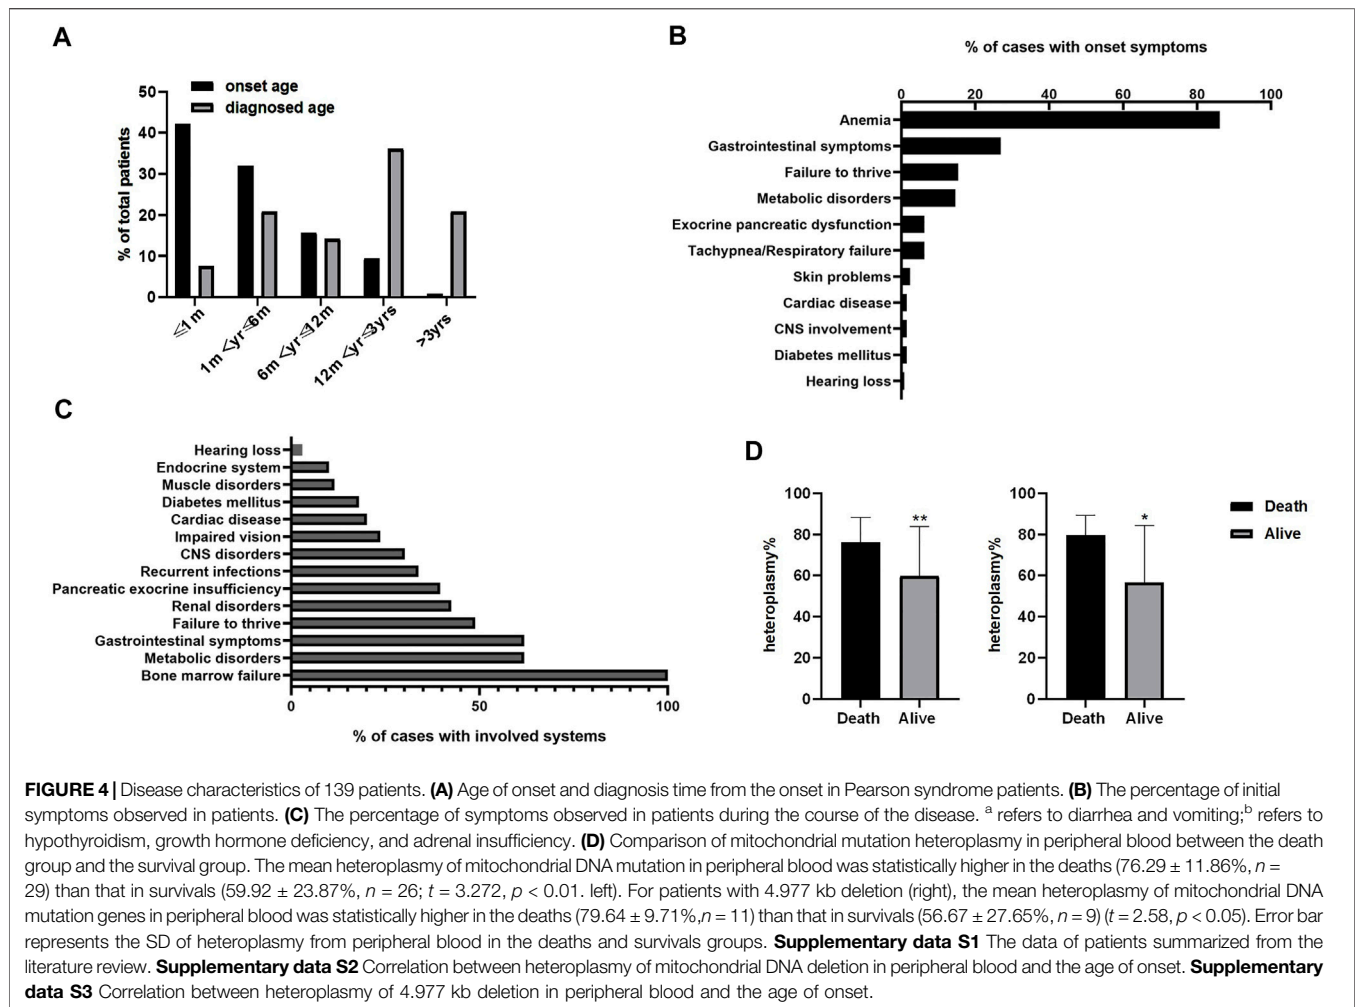 A
onset age
diagnosed age
% of total patients
50
40
30
20
10
0
≤1m
1m <yr≤6m
6m <yr≤12m
12m <yr≤3yrs
>3yrs
B
% of cases with onset symptoms
0 20 40 60 80 100
Anemia
Gastrointestinal symptoms
Failure to thrive
Metabolic disorders
Exocrine pancreatic dysfunction
Tachypnea/Respiratory failure
Skin problems
Cardiac disease
CNS involvement
Diabetes mellitus
Hearing loss
C
Hearing loss
Endocrine system
Muscle disorders
Diabetes mellitus
Cardiac disease
Impaired vision
CNS disorders
Recurrent infections
Pancreatic exocrine insufficiency
Renal disorders
Failure to thrive
Gastrointestinal symptoms
Metabolic disorders
Bone marrow failure
0 50 100
% of cases with involved systems
D
heteroplasmy%
100
80
60
40
20
0
**
Death Alive
heteroplasmy%
100
80
60
40
20
0
*
Death Alive
Death
Alive
FIGURE 4 | Disease characteristics of 139 patients. (A) Age of onset and diagnosis time from the onset in Pearson syndrome patients. (B) The percentage of initial
symptoms observed in patients. (C) The percentage of symptoms observed in patients during the course of the disease. ᵃ refers to diarrhea and vomiting;ᵇ refers to
hypothyroidism, growth hormone deficiency, and adrenal insufficiency. (D) Comparison of mitochondrial mutation heteroplasmy in peripheral blood between the death
group and the survival group. The mean heteroplasmy of mitochondrial DNA mutation in peripheral blood was statistically higher in the deaths (76.29 ± 11.86%, n =
29) than that in survivals (59.92 ± 23.87%, n = 26; t = 3.272, p < 0.01. left). For patients with 4.977 kb deletion (right), the mean heteroplasmy of mitochondrial DNA
mutation genes in peripheral blood was statistically higher in the deaths (79.64 ± 9.71%,n = 11) than that in survivals (56.67 ± 27.65%, n = 9) (t = 2.58, p < 0.05). Error bar
represents the SD of heteroplasmy from peripheral blood in the deaths and survivals groups. Supplementary data S1 The data of patients summarized from the
literature review. Supplementary data S2 Correlation between heteroplasmy of mitochondrial DNA deletion in peripheral blood and the age of onset. Supplementary
data S3 Correlation between heteroplasmy of 4.977 kb deletion in peripheral blood and the age of onset.